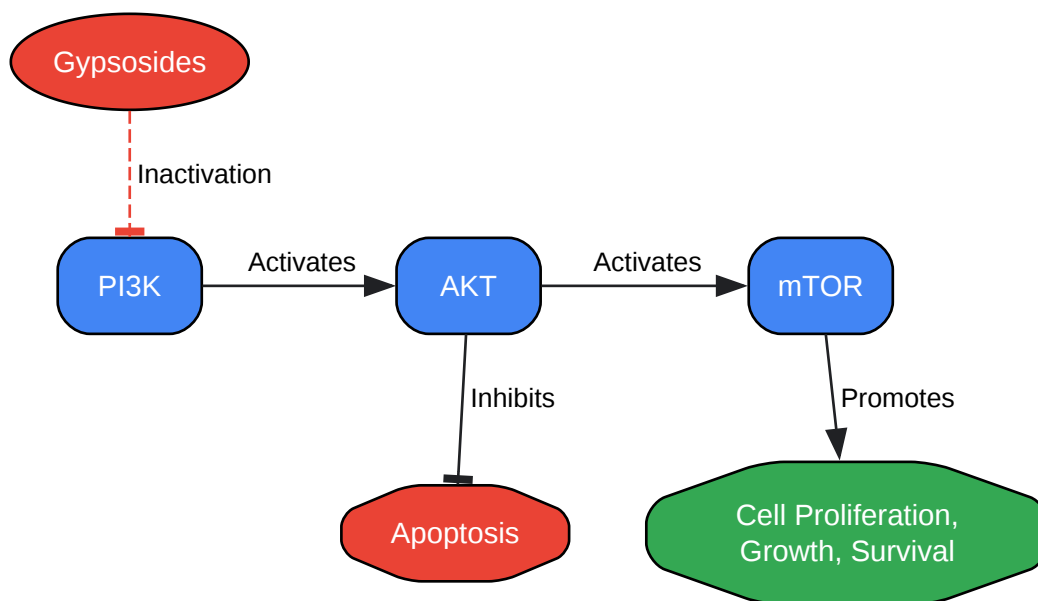 Gypsosides
Inactivation
PI3K
Activates
AKT
Activates
mTOR
Inhibits
Promotes
Apoptosis
Cell Proliferation,
Growth, Survival